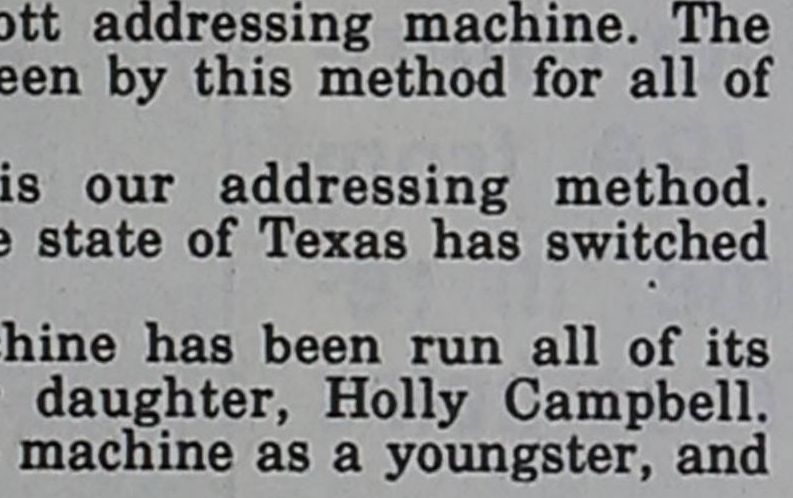 ott addressing machine. The
een by this method for all of
is our addressing method.
e state of Texas has switched
hine has been run all of its
daughter, Holly Campbell.
machine as a youngster, and